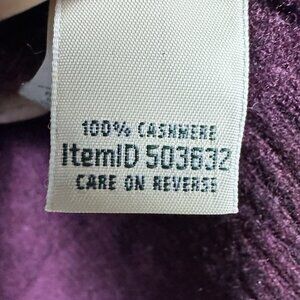 100% CASHMERE
ItemID 503632
CARE ON REVERSE